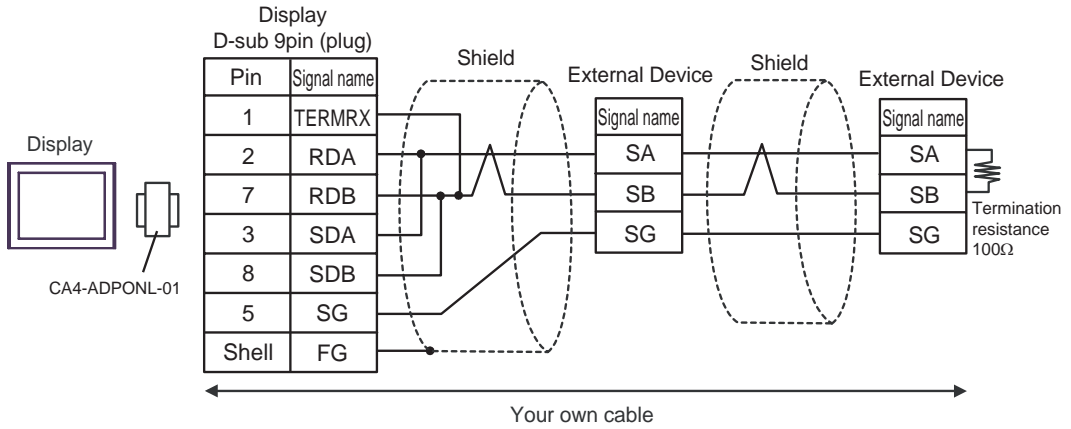 Display
D-sub 9pin (plug)
Shield
External Device
Shield
External Device
Pin Signal name
1 TERMRX
2 RDA
7 RDB
3 SDA
8 SDB
5 SG
Shell FG
Signal name
SA
SB
SG
Signal name
SA
SB
SG
Termination
resistance
100Ω
Display
CA4-ADPONL-01
Your own cable